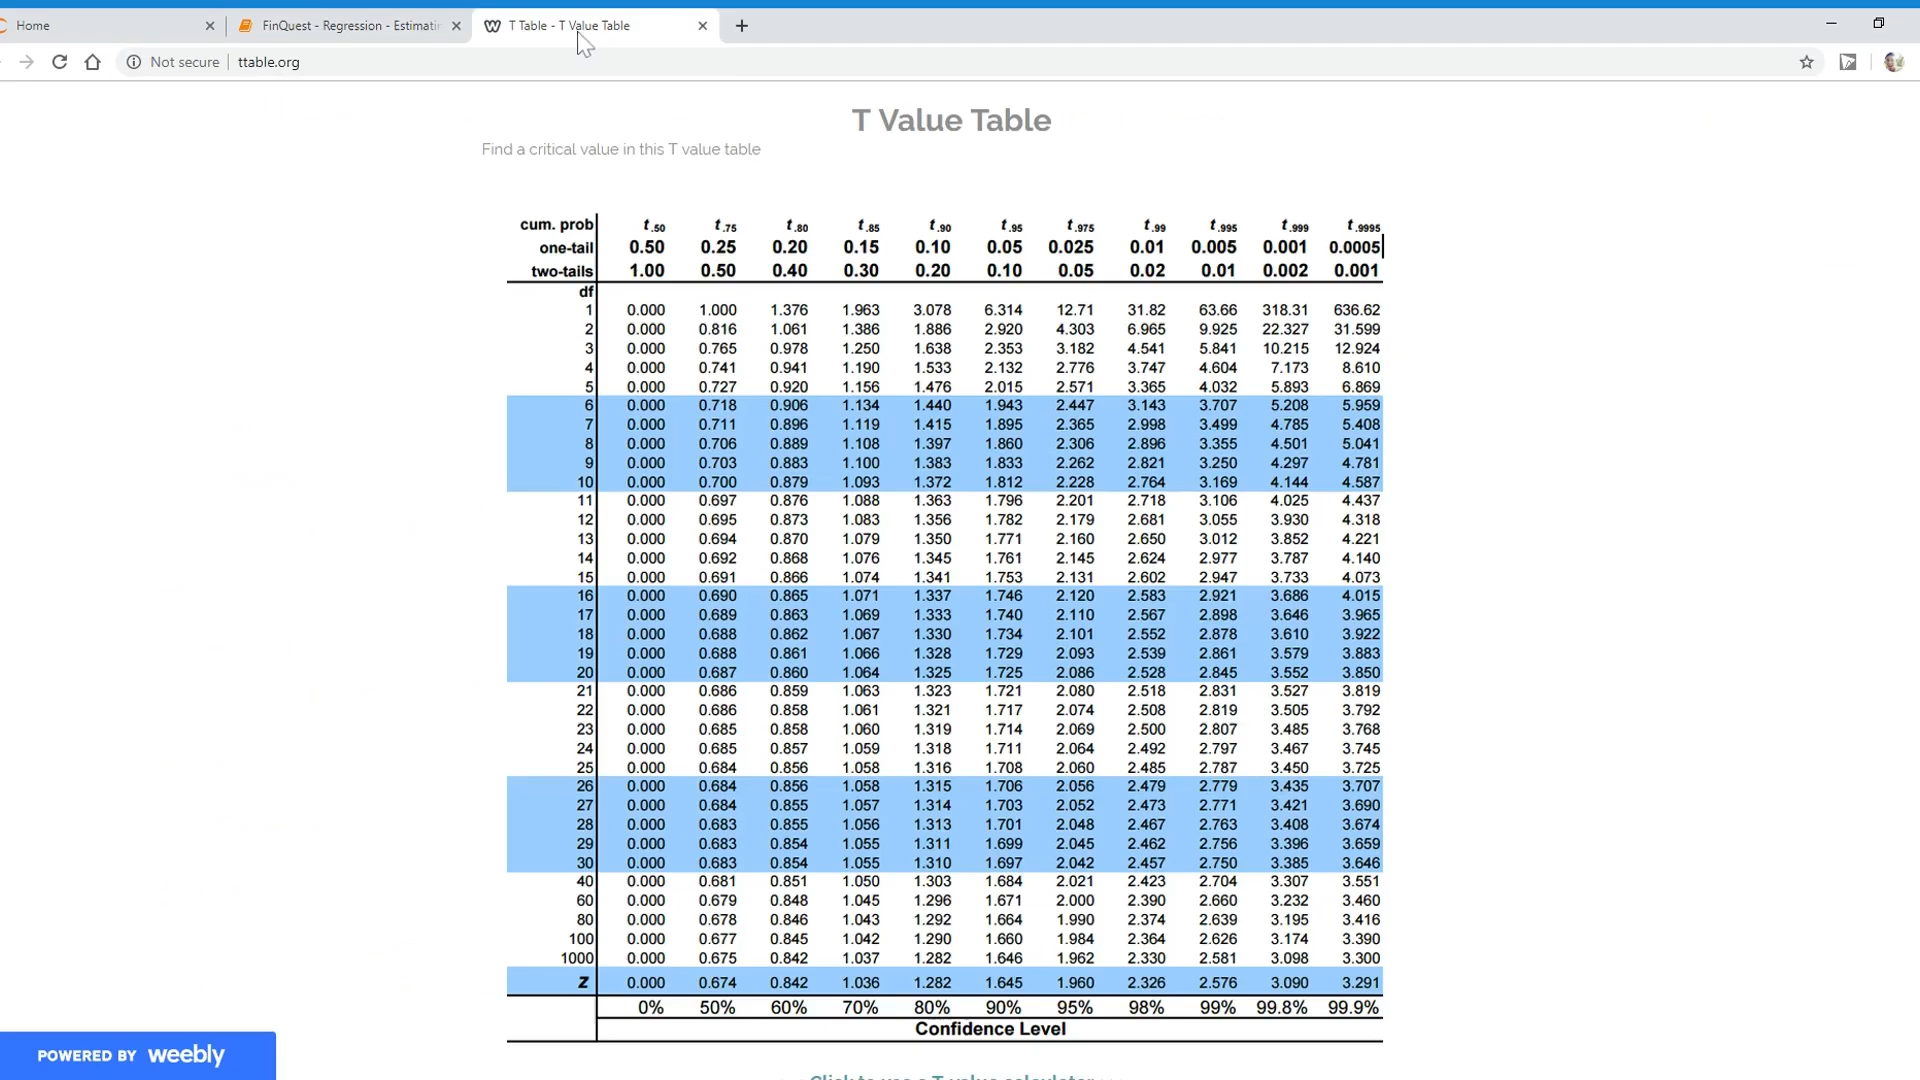 Home
FinQuest - Regression - Estimatin
T Table - T Value Table
Not secure
ttable.org
T Value Table
Find a critical value in this T value table
cum. prob t.50 t.75 t.80 t.85 t.90 t.95 t.975 t.99 t.995 t.999 t.9995
one-tail 0.50 0.25 0.20 0.15 0.10 0.05 0.025 0.01 0.005 0.001 0.0005
two-tails 1.00 0.50 0.40 0.30 0.20 0.10 0.05 0.02 0.01 0.002 0.001
df
1 0.000 1.000 1.376 1.963 3.078 6.314 12.71 31.82 63.66 318.31 636.62
2 0.000 0.816 1.061 1.386 1.886 2.920 4.303 6.965 9.925 22.327 31.599
3 0.000 0.765 0.978 1.250 1.638 2.353 3.182 4.541 5.841 10.215 12.924
4 0.000 0.741 0.941 1.190 1.533 2.132 2.776 3.747 4.604 7.173 8.610
5 0.000 0.727 0.920 1.156 1.476 2.015 2.571 3.365 4.032 5.893 6.869
6 0.000 0.718 0.906 1.134 1.440 1.943 2.447 3.143 3.707 5.208 5.959
7 0.000 0.711 0.896 1.119 1.415 1.895 2.365 2.998 3.499 4.785 5.408
8 0.000 0.706 0.889 1.108 1.397 1.860 2.306 2.896 3.355 4.501 5.041
9 0.000 0.703 0.883 1.100 1.383 1.833 2.262 2.821 3.250 4.297 4.781
10 0.000 0.700 0.879 1.093 1.372 1.812 2.228 2.764 3.169 4.144 4.587
11 0.000 0.697 0.876 1.088 1.363 1.796 2.201 2.718 3.106 4.025 4.437
12 0.000 0.695 0.873 1.083 1.356 1.782 2.179 2.681 3.055 3.930 4.318
13 0.000 0.694 0.870 1.079 1.350 1.771 2.160 2.650 3.012 3.852 4.221
14 0.000 0.692 0.868 1.076 1.345 1.761 2.145 2.624 2.977 3.787 4.140
15 0.000 0.691 0.866 1.074 1.341 1.753 2.131 2.602 2.947 3.733 4.073
16 0.000 0.690 0.865 1.071 1.337 1.746 2.120 2.583 2.921 3.686 4.015
17 0.000 0.689 0.863 1.069 1.333 1.740 2.110 2.567 2.898 3.646 3.965
18 0.000 0.688 0.862 1.067 1.330 1.734 2.101 2.552 2.878 3.610 3.922
19 0.000 0.688 0.861 1.066 1.328 1.729 2.093 2.539 2.861 3.579 3.883
20 0.000 0.687 0.860 1.064 1.325 1.725 2.086 2.528 2.845 3.552 3.850
21 0.000 0.686 0.859 1.063 1.323 1.721 2.080 2.518 2.831 3.527 3.819
22 0.000 0.686 0.858 1.061 1.321 1.717 2.074 2.508 2.819 3.505 3.792
23 0.000 0.685 0.858 1.060 1.319 1.714 2.069 2.500 2.807 3.485 3.768
24 0.000 0.685 0.857 1.059 1.318 1.711 2.064 2.492 2.797 3.467 3.745
25 0.000 0.684 0.856 1.058 1.316 1.708 2.060 2.485 2.787 3.450 3.725
26 0.000 0.684 0.856 1.058 1.315 1.706 2.056 2.479 2.779 3.435 3.707
27 0.000 0.684 0.855 1.057 1.314 1.703 2.052 2.473 2.771 3.421 3.690
28 0.000 0.683 0.855 1.056 1.313 1.701 2.048 2.467 2.763 3.408 3.674
29 0.000 0.683 0.854 1.055 1.311 1.699 2.045 2.462 2.756 3.396 3.659
30 0.000 0.683 0.854 1.055 1.310 1.697 2.042 2.457 2.750 3.385 3.646
40 0.000 0.681 0.851 1.050 1.303 1.684 2.021 2.423 2.704 3.307 3.551
60 0.000 0.679 0.848 1.045 1.296 1.671 2.000 2.390 2.660 3.232 3.460
80 0.000 0.678 0.846 1.043 1.292 1.664 1.990 2.374 2.639 3.195 3.416
100 0.000 0.677 0.845 1.042 1.290 1.660 1.984 2.364 2.626 3.174 3.390
1000 0.000 0.675 0.842 1.037 1.282 1.646 1.962 2.330 2.581 3.098 3.300
Z 0.000 0.674 0.842 1.036 1.282 1.645 1.960 2.326 2.576 3.090 3.291
0% 50% 60% 70% 80% 90% 95% 98% 99% 99.8% 99.9%
Confidence Level
POWERED BY weebly